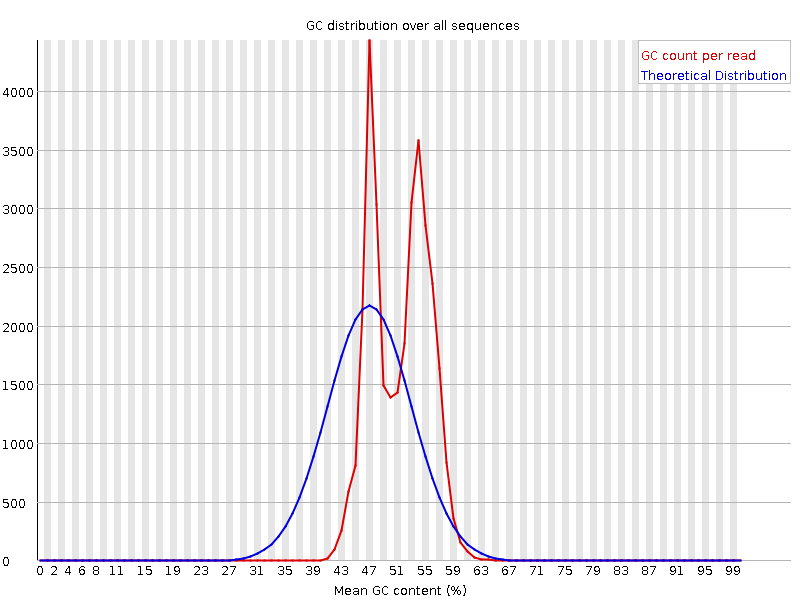 GC distribution over all sequences
GC count per read
Theoretical Distribution
4000
3500
3000
2500
2000
1500
1000
500
0
0 2 4 6 8 11 15 19 23 27 31 35 39 43 47 51 55 59 63 67 71 75 79 83 87 91 95 99
Mean GC content (%)